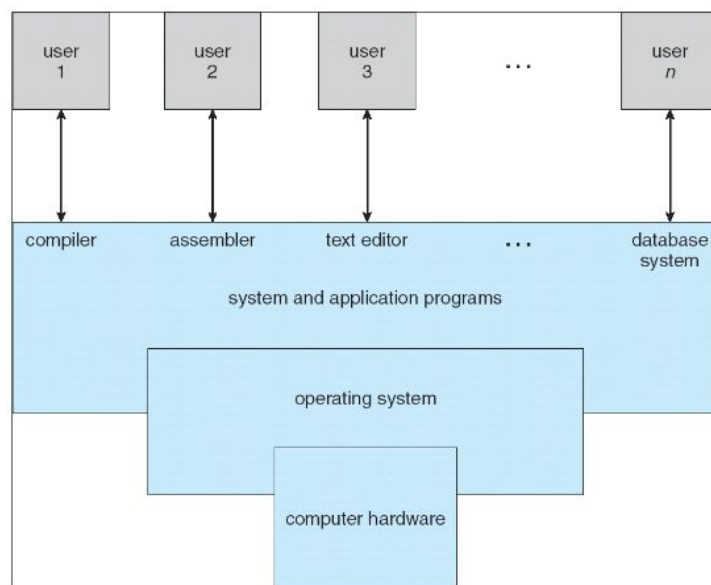 user
1
user
2
user
3
...
user
n
compiler
assembler
text editor
...
database
system
system and application programs
operating system
computer hardware